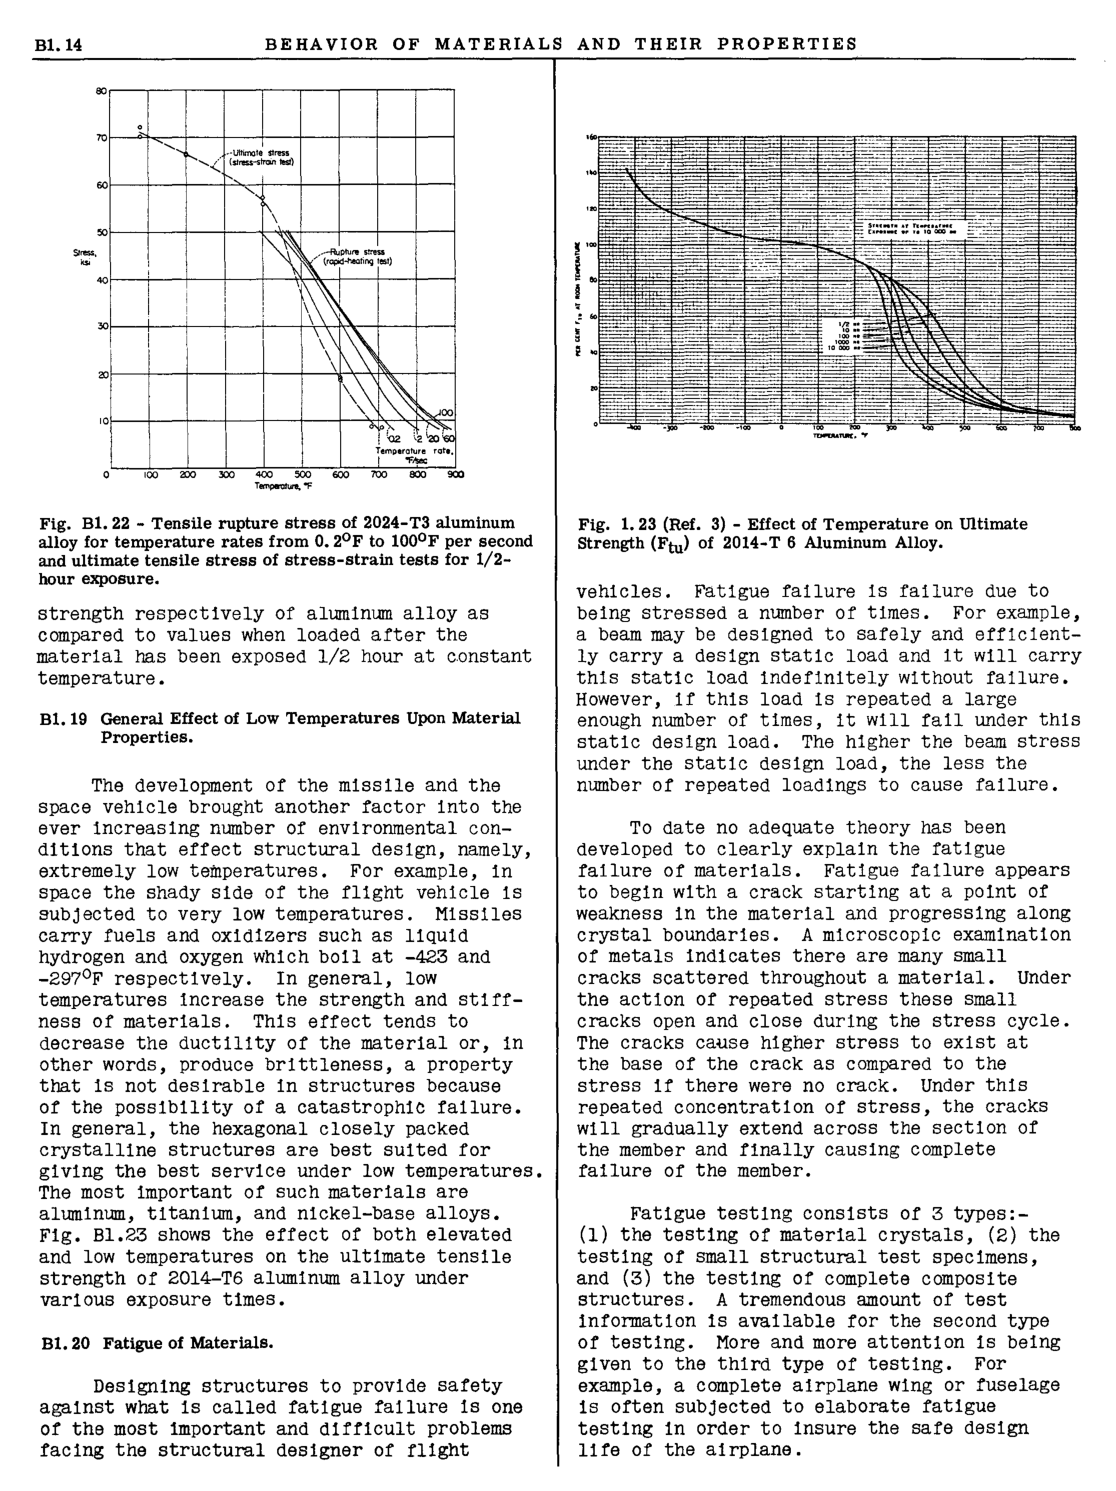 B1.14 BEHAVIOR OF MATERIALS AND THEIR PROPERTIES
80
70
60
50
40
30
20
10
Stress,
ksi
Ultimate stress
(stress-strain test)
Rupture stress
(rapid-heating test)
100
0.2 2 20 60
Temperature rate,
°F/sec
0 100 200 300 400 500 600 700 800 900
Temperature, °F
Fig. B1.22 - Tensile rupture stress of 2024-T3 aluminum
alloy for temperature rates from 0.2°F to 100°F per second
and ultimate tensile stress of stress-strain tests for 1/2-
hour exposure.
strength respectively of aluminum alloy as
compared to values when loaded after the
material has been exposed 1/2 hour at constant
temperature.
B1.19 General Effect of Low Temperatures Upon Material
Properties.
The development of the missile and the
space vehicle brought another factor into the
ever increasing number of environmental con-
ditions that effect structural design, namely,
extremely low temperatures. For example, in
space the shady side of the flight vehicle is
subjected to very low temperatures. Missiles
carry fuels and oxidizers such as liquid
hydrogen and oxygen which boil at -423 and
-297°F respectively. In general, low
temperatures increase the strength and stiff-
ness of materials. This effect tends to
decrease the ductility of the material or, in
other words, produce brittleness, a property
that is not desirable in structures because
of the possibility of a catastrophic failure.
In general, the hexagonal closely packed
crystalline structures are best suited for
giving the best service under low temperatures.
The most important of such materials are
aluminum, titanium, and nickel-base alloys.
Fig. B1.23 shows the effect of both elevated
and low temperatures on the ultimate tensile
strength of 2014-T6 aluminum alloy under
various exposure times.
B1.20 Fatigue of Materials.
Designing structures to provide safety
against what is called fatigue failure is one
of the most important and difficult problems
facing the structural designer of flight
160
140
120
100
80
60
40
20
0
PER CENT Ftu AT ROOM TEMPERATURE
STRENGTH AT TEMPERATURE
EXPOSURE UP TO 10 000 HR
1/2 HR
10 HR
100 HR
1000 HR
10 000 HR
-400 -300 -200 -100 0 100 200 300 400 500 600 700 800
TEMPERATURE, °F
Fig. 1.23 (Ref. 3) - Effect of Temperature on Ultimate
Strength (Ftu) of 2014-T 6 Aluminum Alloy.
vehicles. Fatigue failure is failure due to
being stressed a number of times. For example,
a beam may be designed to safely and efficient-
ly carry a design static load and it will carry
this static load indefinitely without failure.
However, if this load is repeated a large
enough number of times, it will fail under this
static design load. The higher the beam stress
under the static design load, the less the
number of repeated loadings to cause failure.
To date no adequate theory has been
developed to clearly explain the fatigue
failure of materials. Fatigue failure appears
to begin with a crack starting at a point of
weakness in the material and progressing along
crystal boundaries. A microscopic examination
of metals indicates there are many small
cracks scattered throughout a material. Under
the action of repeated stress these small
cracks open and close during the stress cycle.
The cracks cause higher stress to exist at
the base of the crack as compared to the
stress if there were no crack. Under this
repeated concentration of stress, the cracks
will gradually extend across the section of
the member and finally causing complete
failure of the member.
Fatigue testing consists of 3 types:-
(1) the testing of material crystals, (2) the
testing of small structural test specimens,
and (3) the testing of complete composite
structures. A tremendous amount of test
information is available for the second type
of testing. More and more attention is being
given to the third type of testing. For
example, a complete airplane wing or fuselage
is often subjected to elaborate fatigue
testing in order to insure the safe design
life of the airplane.